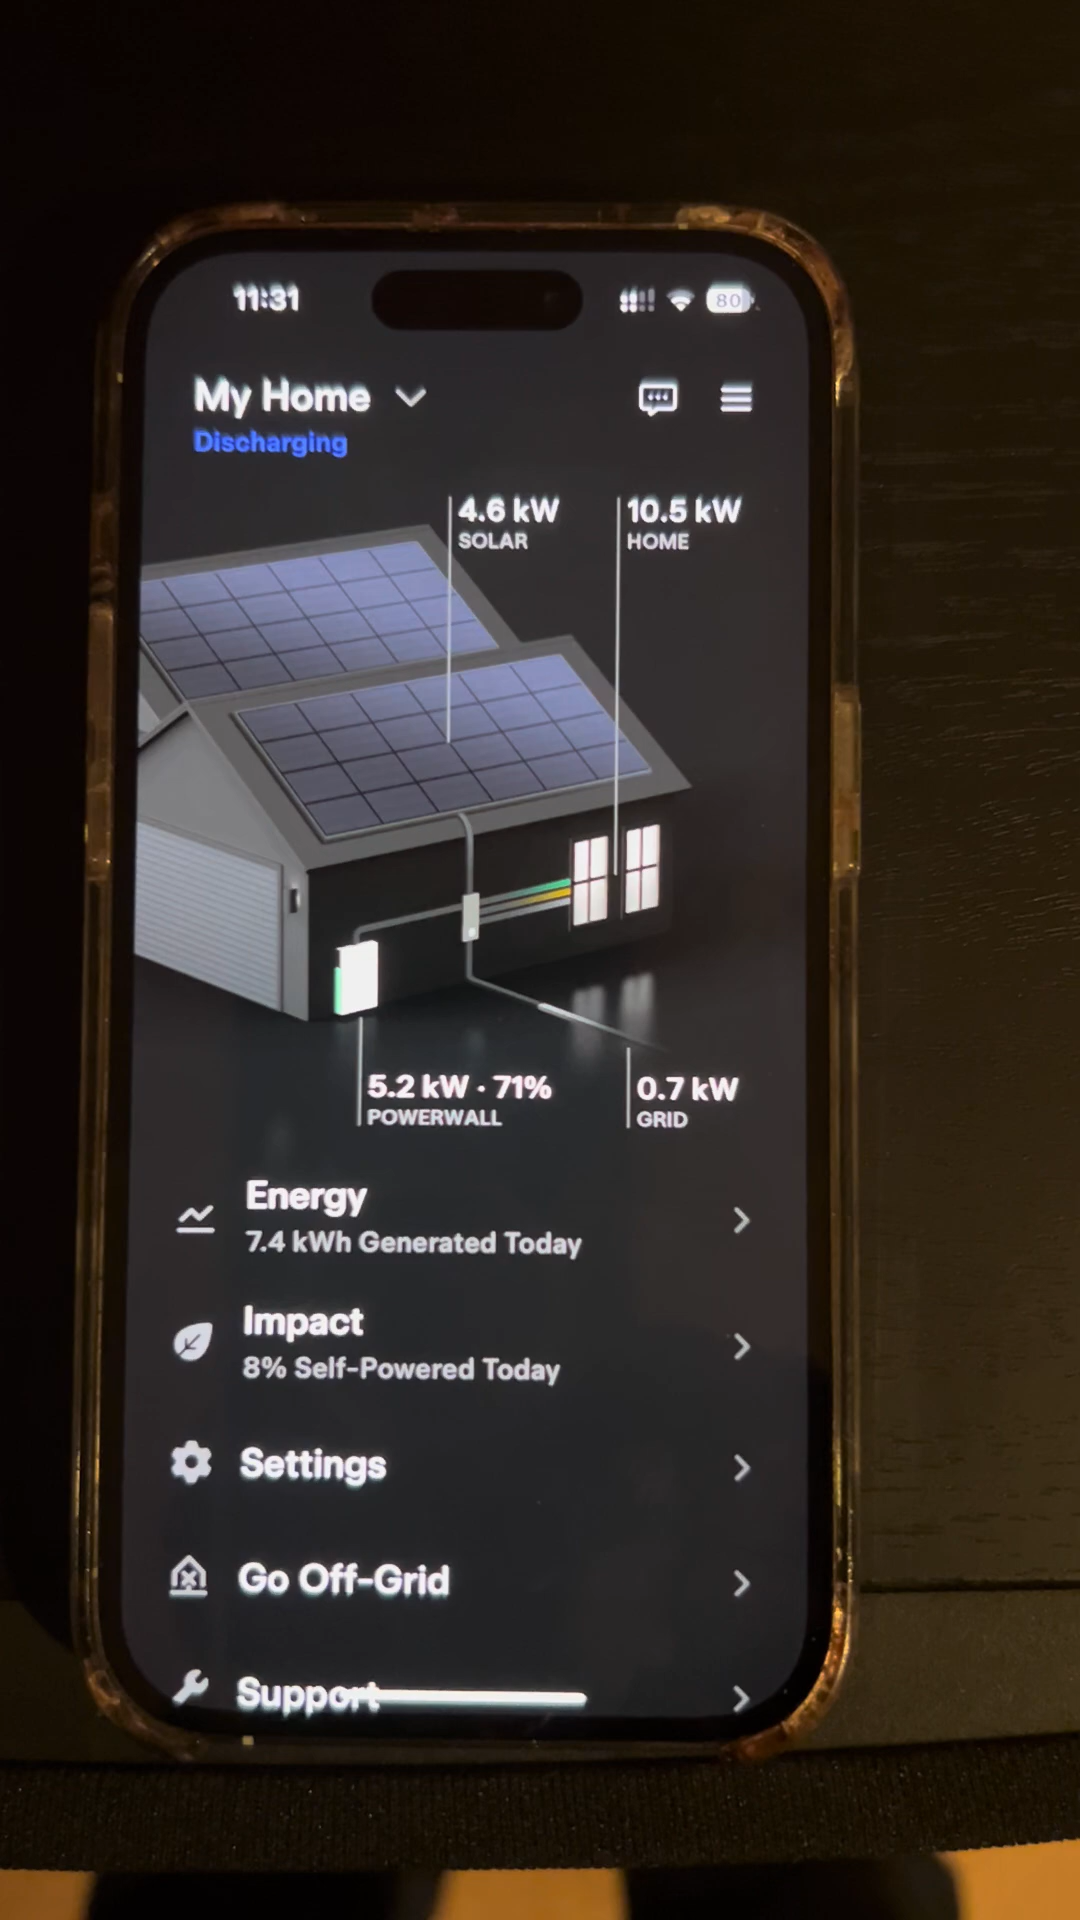 11:31
80
My Home
Discharging
4.6 kW
SOLAR
10.5 kW
HOME
5.2 kW · 71%
POWERWALL
0.7 kW
GRID
Energy
7.4 kWh Generated Today
Impact
8% Self-Powered Today
Settings
Go Off-Grid
Support